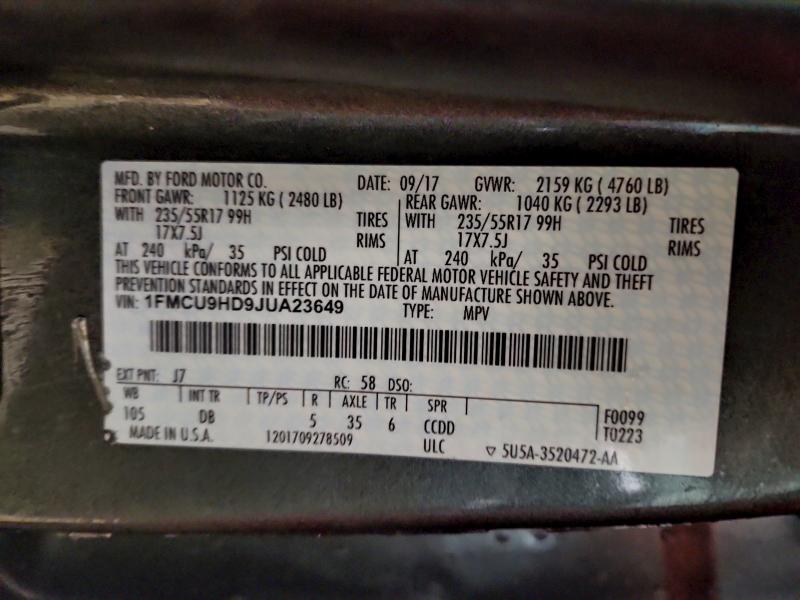 MFD. BY FORD MOTOR CO. DATE: 09/17 GVWR: 2159 KG ( 4760 LB)
FRONT GAWR: 1125 KG ( 2480 LB) REAR GAWR: 1040 KG ( 2293 LB)
WITH 235/55R17 99H TIRES WITH 235/55R17 99H TIRES
17X7.5J RIMS 17X7.5J RIMS
AT 240 kPa/ 35 PSI COLD AT 240 kPa/ 35 PSI COLD
THIS VEHICLE CONFORMS TO ALL APPLICABLE FEDERAL MOTOR VEHICLE SAFETY AND THEFT
PREVENTION STANDARDS IN EFFECT ON THE DATE OF MANUFACTURE SHOWN ABOVE.
VIN: 1FMCU9HD9JUA23649 TYPE: MPV
EXT PNT: J7 RC: 58 DSO:
WB INT TR TP/PS R AXLE TR SPR F0099
105 DB 5 35 6 CCDD T0223
MADE IN U.S.A. 1201709278509 ULC ▽ 5U5A-3520472-AA